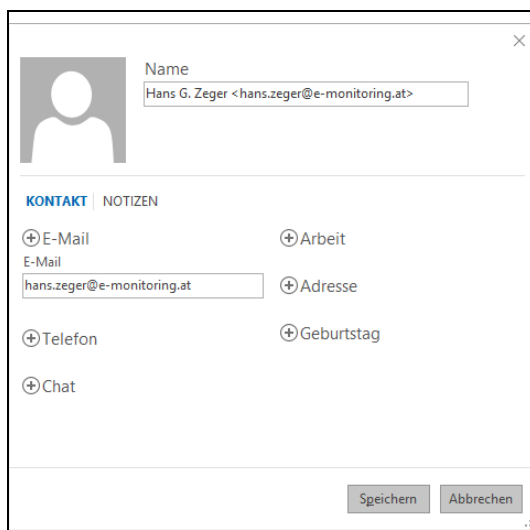 Name
Hans G. Zeger <hans.zeger@e-monitoring.at>
KONTAKT NOTIZEN
E-Mail
Arbeit
E-Mail
hans.zeger@e-monitoring.at
Adresse
Telefon
Geburtstag
Chat
Speichern Abbrechen